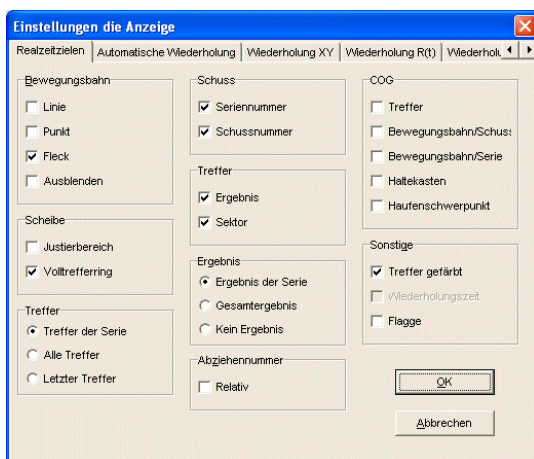 Einstellungen die Anzeige
Realzeitzielen
Automatische Wiederholung
Wiederholung XY
Wiederholung R(t)
Bewegungsbahn
Linie
Punkt
Fleck
Ausblenden
Scheibe
Justierbereich
Volltrefferring
Treffer
Treffer der Serie
Alle Treffer
Letzter Treffer
Schuss
Seriennummer
Schussnummer
Treffer
Ergebnis
Sektor
Ergebnis
Ergebnis der Serie
Gesamtergebnis
Kein Ergebnis
Abziehennummer
Relativ
COG
Treffer
Bewegungsbahn/Schuss
Bewegungsbahn/Serie
Haltekasten
Haufenschwerpunkt
Sonstige
Treffer gefärbt
Wiederholungszeit
Flagge
OK
Abbrechen